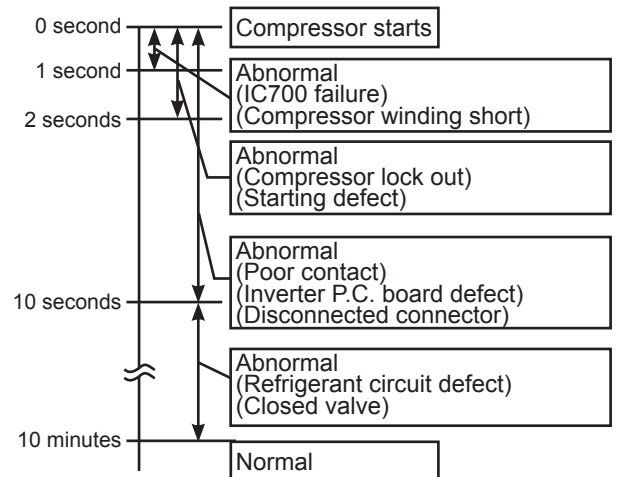 0 second
Compressor starts
1 second
Abnormal
(IC700 failure)
(Compressor winding short)
2 seconds
Abnormal
(Compressor lock out)
(Starting defect)
Abnormal
(Poor contact)
(Inverter P.C. board defect)
(Disconnected connector)
10 seconds
Abnormal
(Refrigerant circuit defect)
(Closed valve)
10 minutes
Normal